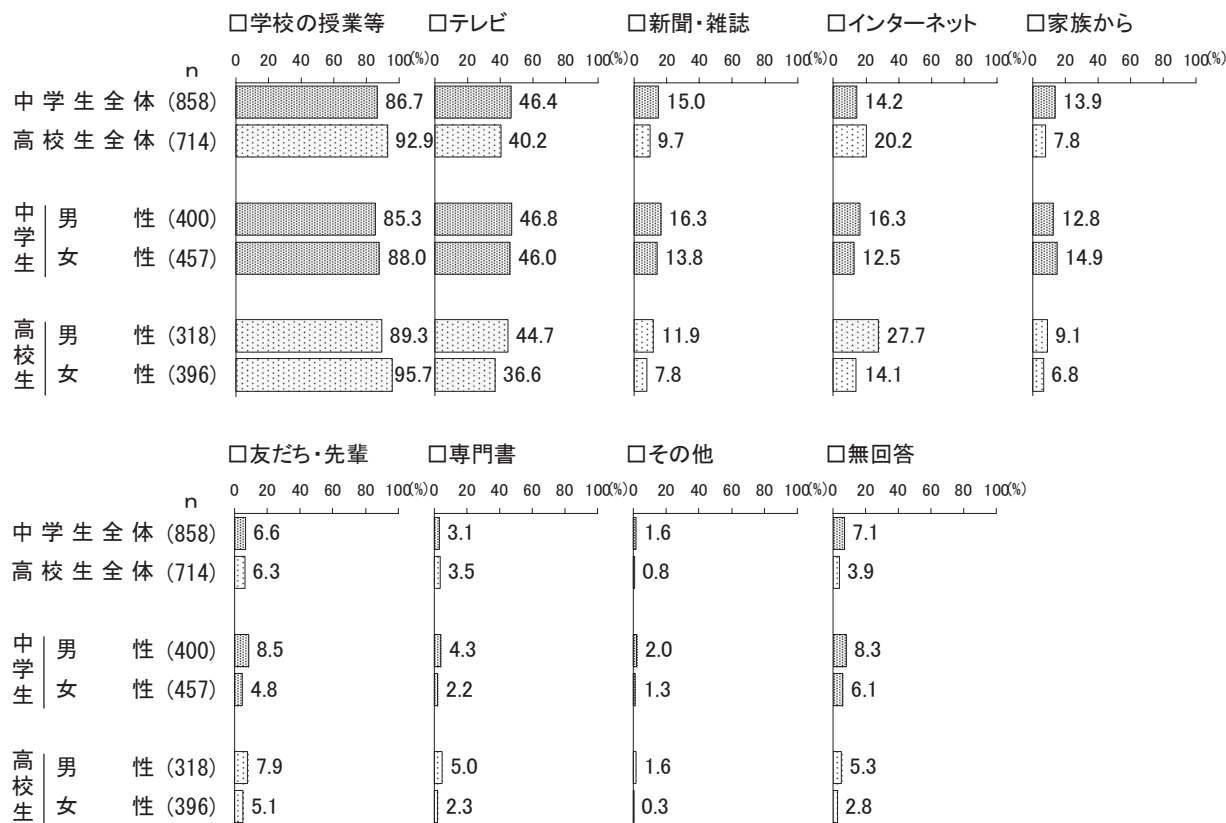 □学校の授業等 □テレビ □新聞・雑誌 □インターネット □家族から
n 0 20 40 60 80 100(%) 0 20 40 60 80 100(%) 0 20 40 60 80 100(%) 0 20 40 60 80 100(%) 0 20 40 60 80 100(%)
中学生全体 (858) 86.7 46.4 15.0 14.2 13.9
高校生全体 (714) 92.9 40.2 9.7 20.2 7.8
中学生 男性 (400) 85.3 46.8 16.3 16.3 12.8
女性 (457) 88.0 46.0 13.8 12.5 14.9
高校生 男性 (318) 89.3 44.7 11.9 27.7 9.1
女性 (396) 95.7 36.6 7.8 14.1 6.8
□友だち・先輩 □専門書 □その他 □無回答
n 0 20 40 60 80 100(%) 0 20 40 60 80 100(%) 0 20 40 60 80 100(%) 0 20 40 60 80 100(%)
中学生全体 (858) 6.6 3.1 1.6 7.1
高校生全体 (714) 6.3 3.5 0.8 3.9
中学生 男性 (400) 8.5 4.3 2.0 8.3
女性 (457) 4.8 2.2 1.3 6.1
高校生 男性 (318) 7.9 5.0 1.6 5.3
女性 (396) 5.1 2.3 0.3 2.8